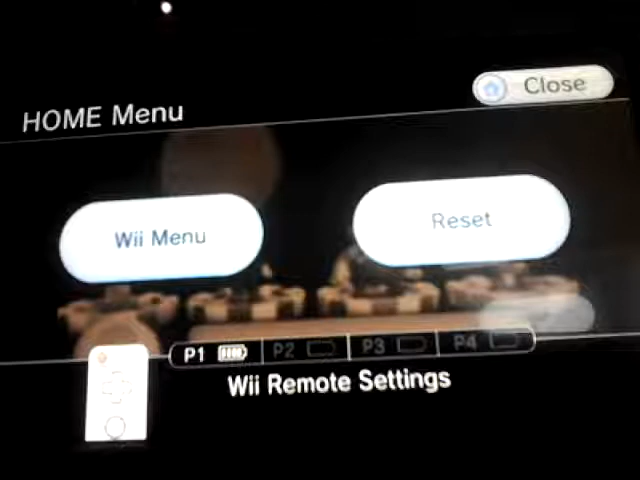 HOME Menu
Close
Wii Menu
Reset
P1 P2 P3 P4
Wii Remote Settings